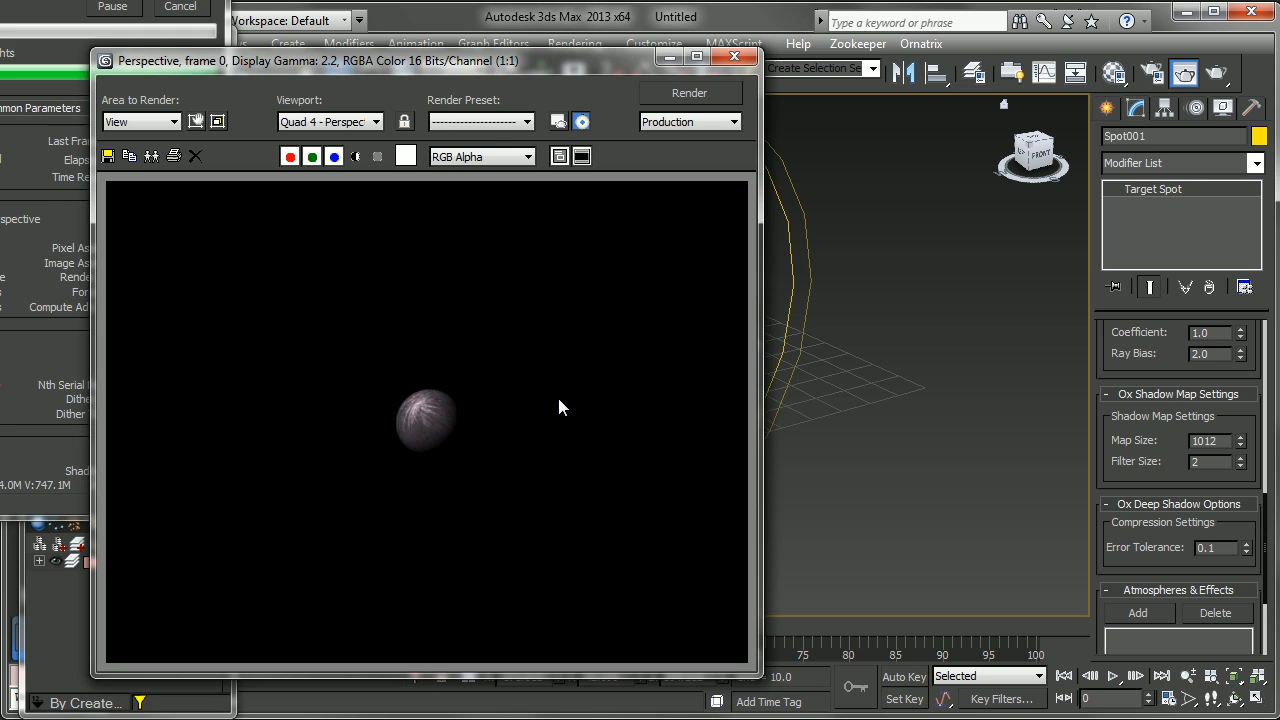 Pause
Cancel
Workspace: Default
Autodesk 3ds Max 2013 x64
Untitled
Type a keyword or phrase
Create
Modifiers
Animation
Graph Editors
Rendering
Customize
MAXScript
Help
Zookeeper
Ornatrix
Perspective, frame 0, Display Gamma: 2.2, RGBA Color 16 Bits/Channel (1:1)
Create Selection Se
Area to Render:
Viewport:
Render Preset:
Render
View
Quad 4 - Perspect
Production
RGB Alpha
mmon Parameters
Last Fra
Elaps
Time Re
spective
Pixel As
Image As
Rende
For
Compute Ad
Nth Serial
Dithe
Dither
Shad
4.0M V:747.1M
By Create...
FRONT
Spot001
Modifier List
Target Spot
Coefficient:
1.0
Ray Bias:
2.0
- Ox Shadow Map Settings
Shadow Map Settings
Map Size:
1012
Filter Size:
2
- Ox Deep Shadow Options
Compression Settings
Error Tolerance:
0.1
- Atmospheres & Effects
Add
Delete
75
80
85
90
95
100
10.0
Auto Key
Selected
Add Time Tag
Set Key
Key Filters...
0